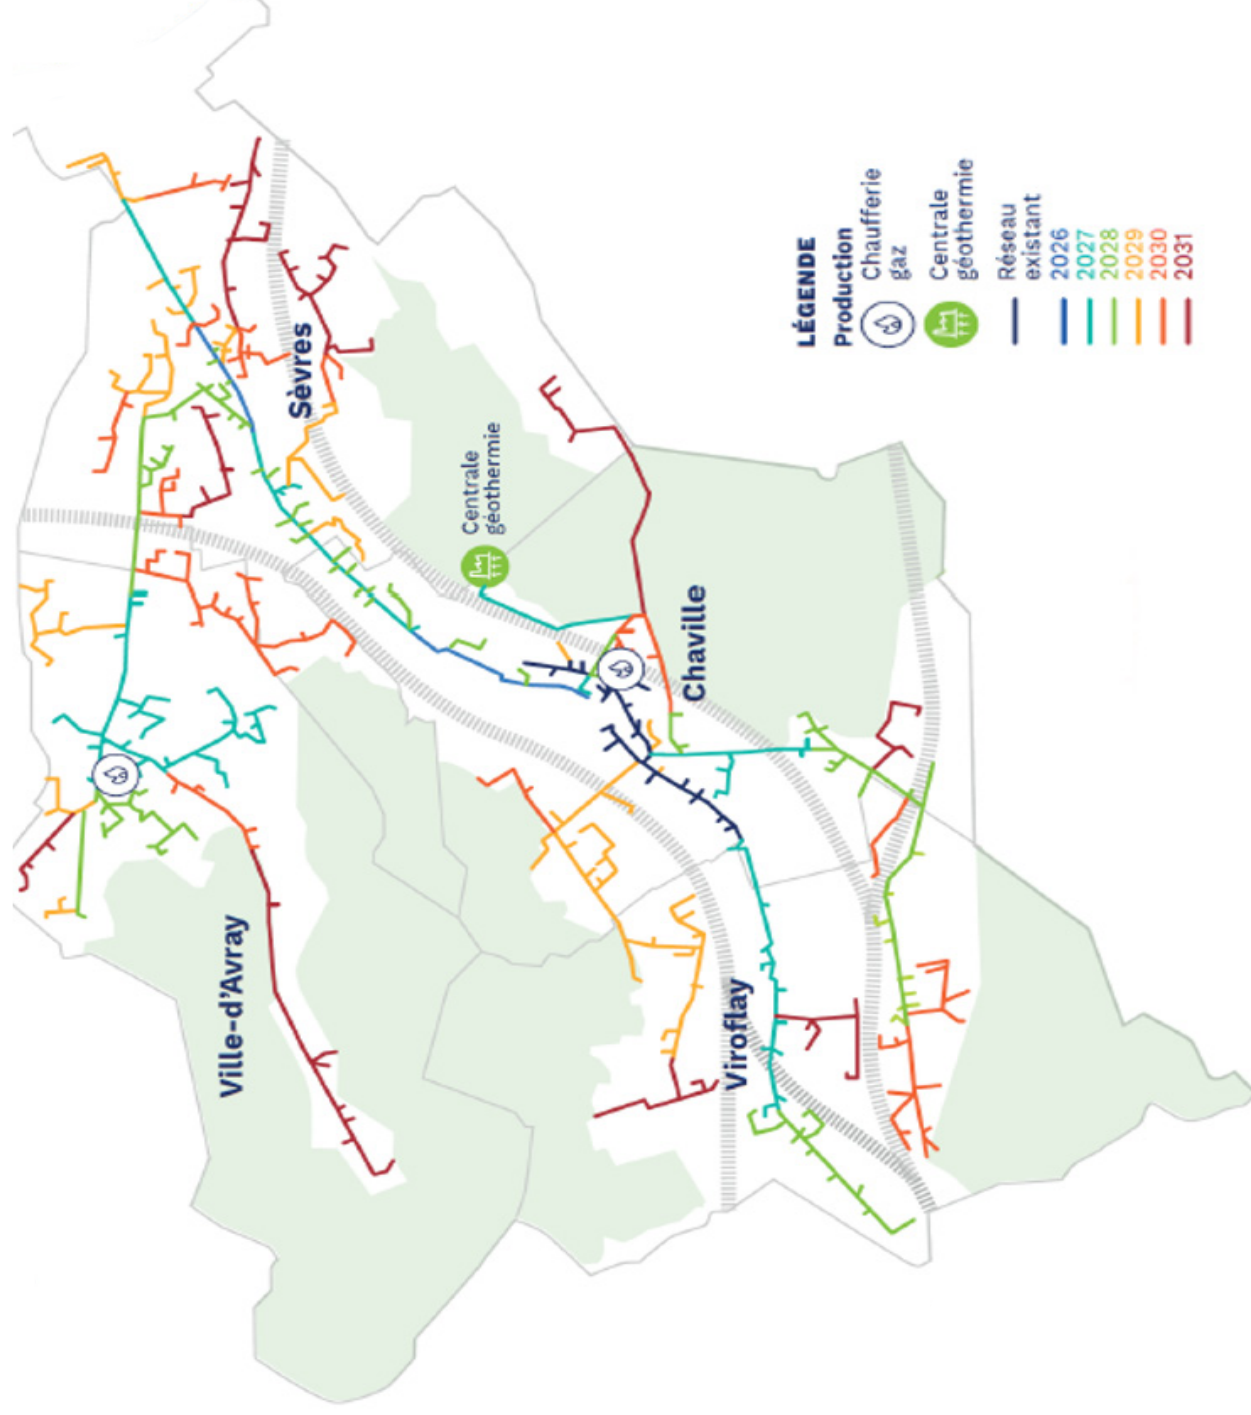 Ville-d'Avray
Sèvres
Centrale
géothermie
Chaville
Viroflay
LÉGENDE
Production
Chaufferie
gaz
Centrale
géothermie
Réseau
existant
2026
2027
2028
2029
2030
2031